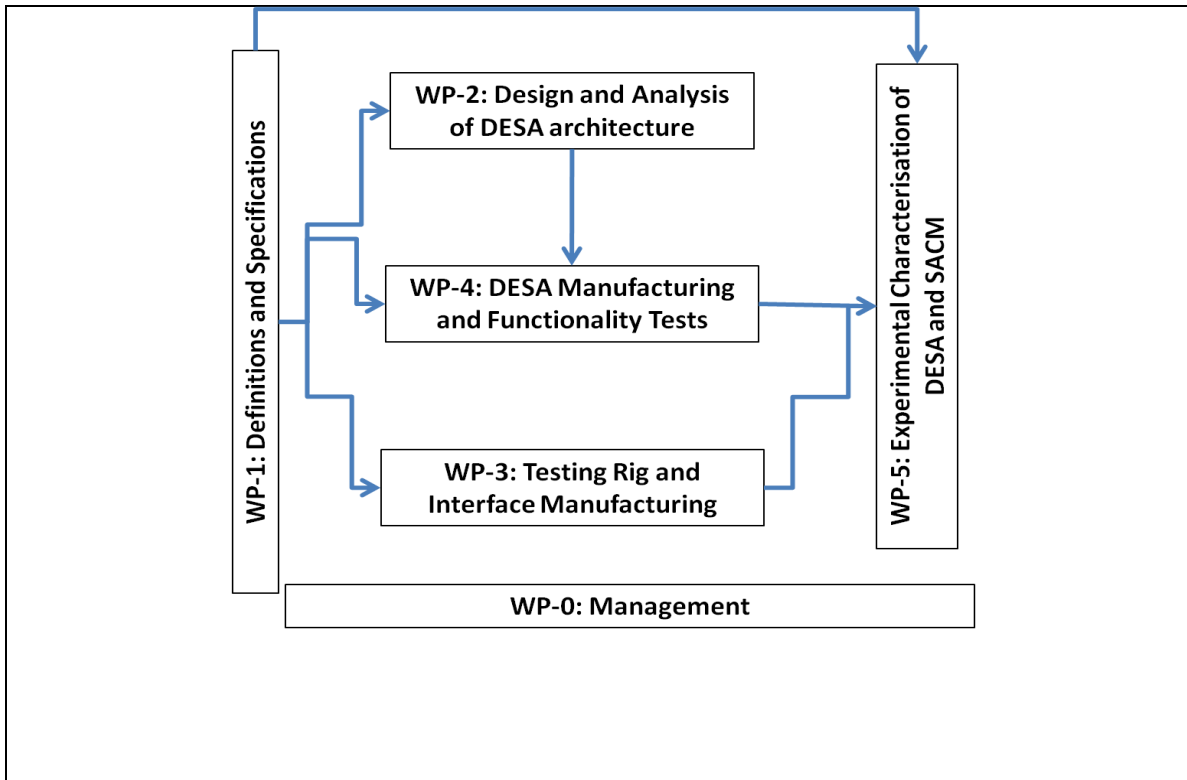 WP-1: Definitions and Specifications
WP-2: Design and Analysis
of DESA architecture
WP-4: DESA Manufacturing
and Functionality Tests
WP-3: Testing Rig and
Interface Manufacturing
WP-5: Experimental Characterisation of
DESA and SACM
WP-0: Management